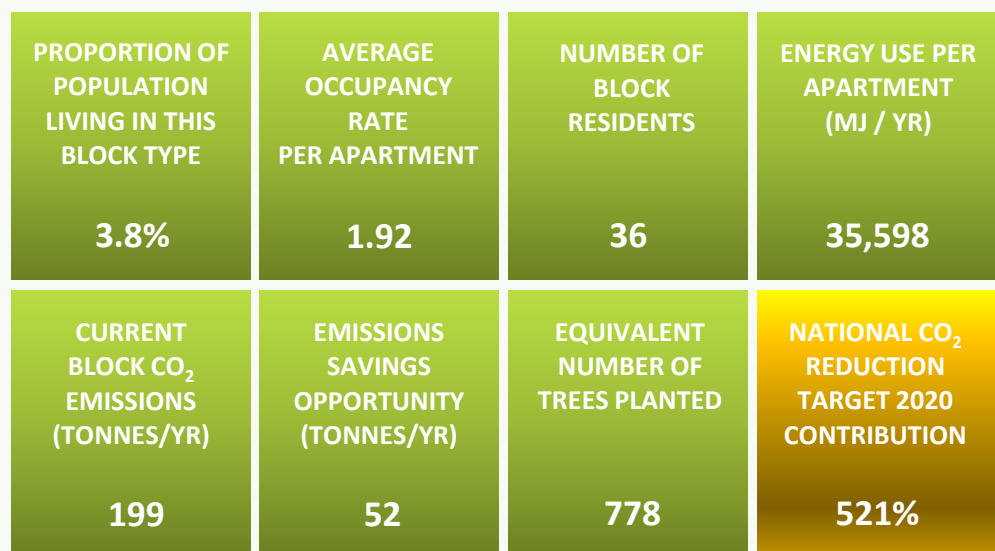 PROPORTION OF
POPULATION
LIVING IN THIS
BLOCK TYPE
3.8%
AVERAGE
OCCUPANCY
RATE
PER APARTMENT
1.92
NUMBER OF
BLOCK
RESIDENTS
36
ENERGY USE PER
APARTMENT
(MJ / YR)
35,598
CURRENT
BLOCK CO₂
EMISSIONS
(TONNES/YR)
199
EMISSIONS
SAVINGS
OPPORTUNITY
(TONNES/YR)
52
EQUIVALENT
NUMBER OF
TREES PLANTED
778
NATIONAL CO₂
REDUCTION
TARGET 2020
CONTRIBUTION
521%